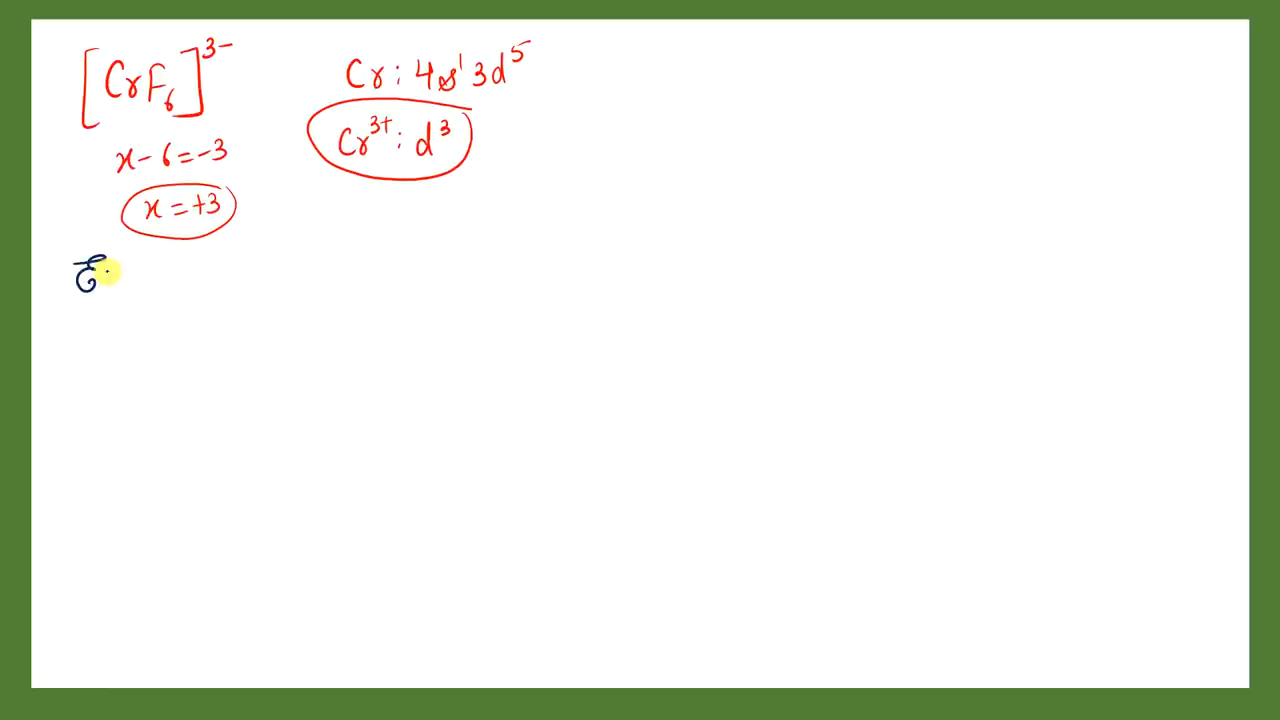 [CrF₆]³⁻
x - 6 = -3
x = +3
Cr : 4s¹ 3d⁵
Cr³⁺ : d³
E